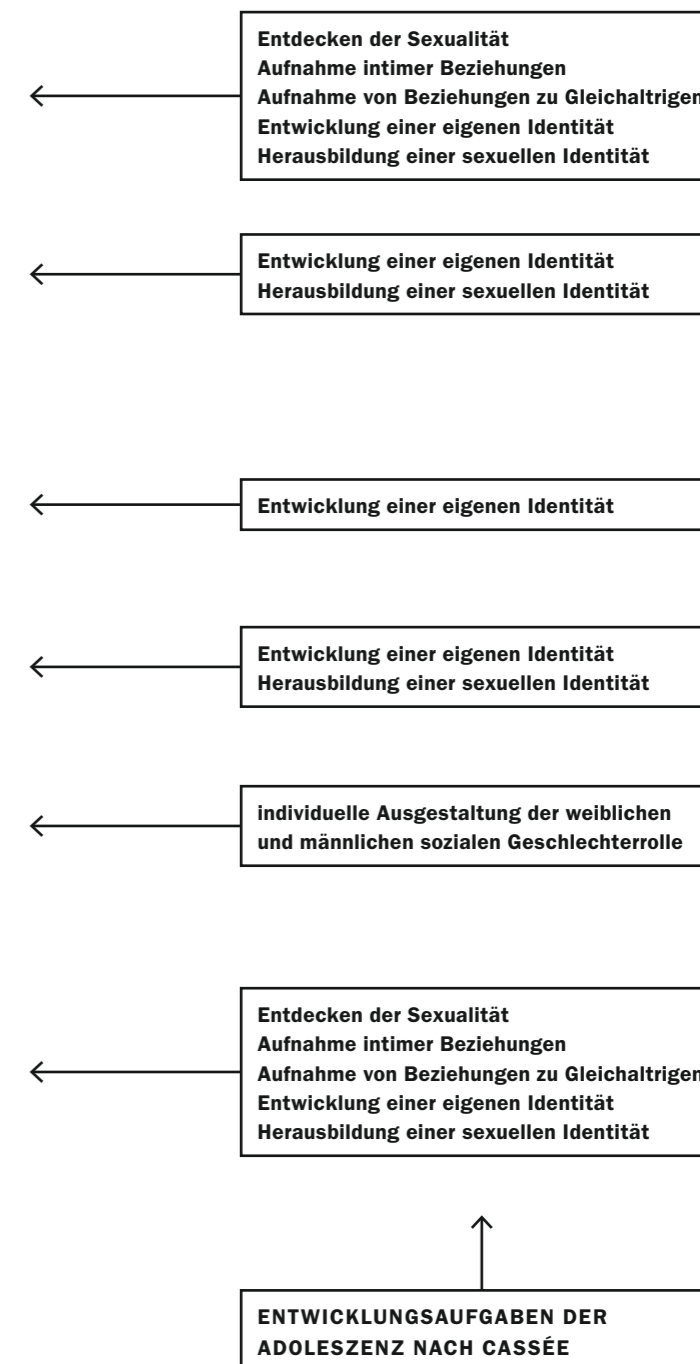 Entdecken der Sexualität
Aufnahme intimer Beziehungen
Aufnahme von Beziehungen zu Gleichaltrigen
Entwicklung einer eigenen Identität
Herausbildung einer sexuellen Identität
Entwicklung einer eigenen Identität
Herausbildung einer sexuellen Identität
Entwicklung einer eigenen Identität
Entwicklung einer eigenen Identität
Herausbildung einer sexuellen Identität
individuelle Ausgestaltung der weiblichen
und männlichen sozialen Geschlechterrolle
Entdecken der Sexualität
Aufnahme intimer Beziehungen
Aufnahme von Beziehungen zu Gleichaltrigen
Entwicklung einer eigenen Identität
Herausbildung einer sexuellen Identität
ENTWICKLUNGSAUFGABEN DER
ADOLESZENZ NACH CASSÉE